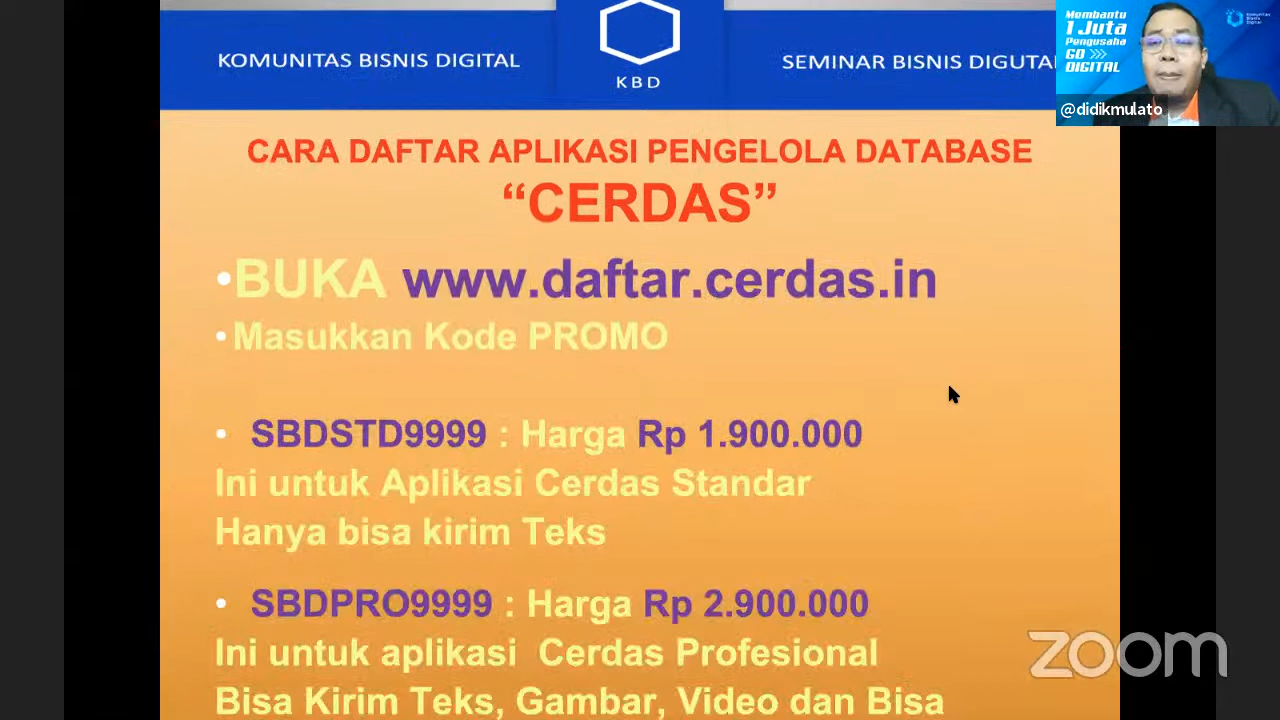 KOMUNITAS BISNIS DIGITAL
KBD
SEMINAR BISNIS DIGUTA
Membantu
1 Juta
Pengusaha
GO >>>
DIGITAL
Komunitas
Bisnis
Digital
@didikmulato
CARA DAFTAR APLIKASI PENGELOLA DATABASE
“CERDAS”
•BUKA www.daftar.cerdas.in
•Masukkan Kode PROMO
• SBDSTD9999 : Harga Rp 1.900.000
Ini untuk Aplikasi Cerdas Standar
Hanya bisa kirim Teks
• SBDPRO9999 : Harga Rp 2.900.000
Ini untuk aplikasi Cerdas Profesional
Bisa Kirim Teks, Gambar, Video dan Bisa
zoom